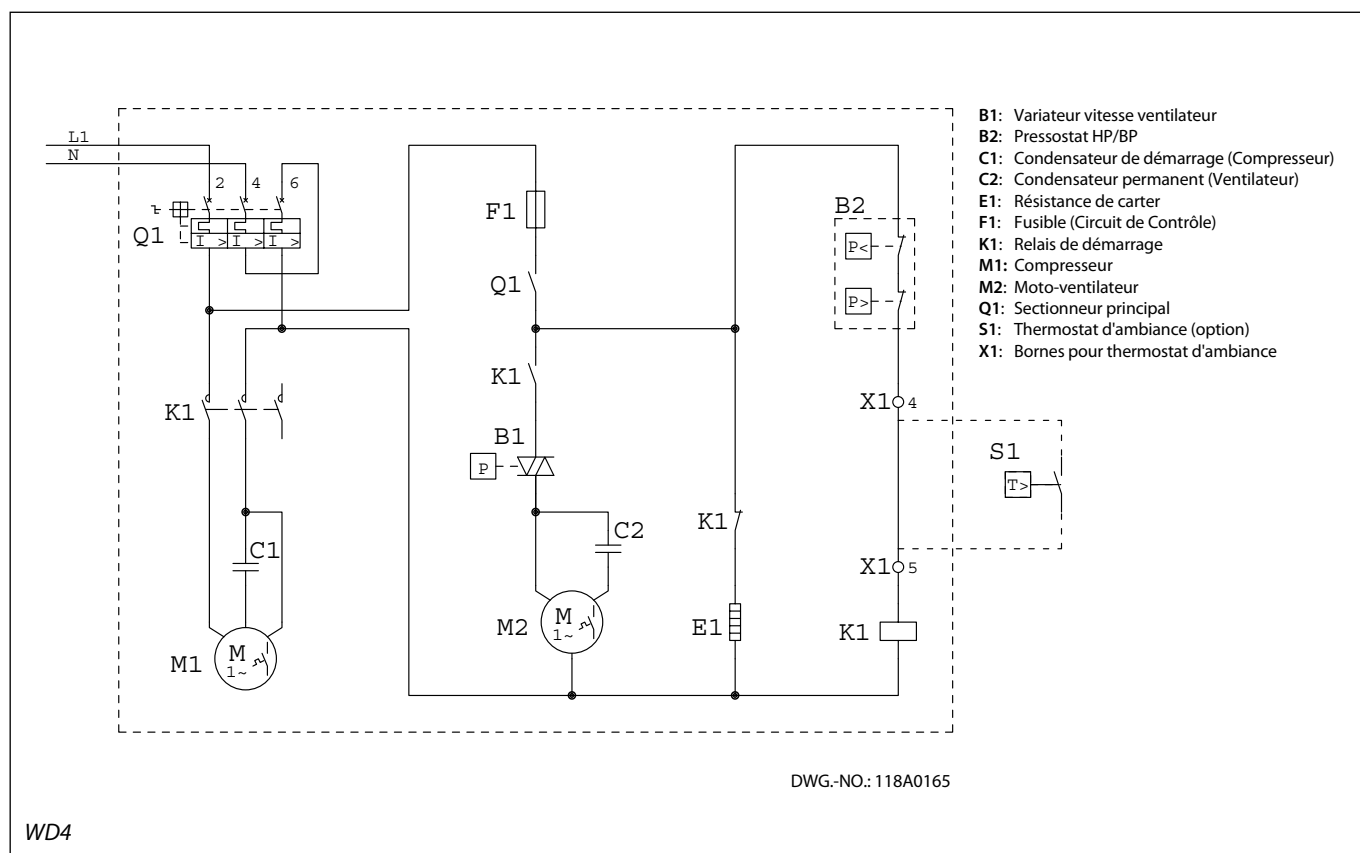 L1
N
2 4 6
Q1
I > I > I >
F1
Q1
B2
P<
P>
K1
K1
X1 4
B1
P
S1
T>
C1
C2
K1
X1 5
M1
M
1~
M2
M
1~
E1
K1
B1: Variateur vitesse ventilateur
B2: Pressostat HP/BP
C1: Condensateur de démarrage (Compresseur)
C2: Condensateur permanent (Ventilateur)
E1: Résistance de carter
F1: Fusible (Circuit de Contrôle)
K1: Relais de démarrage
M1: Compresseur
M2: Moto-ventilateur
Q1: Sectionneur principal
S1: Thermostat d'ambiance (option)
X1: Bornes pour thermostat d'ambiance
DWG.-NO.: 118A0165
WD4